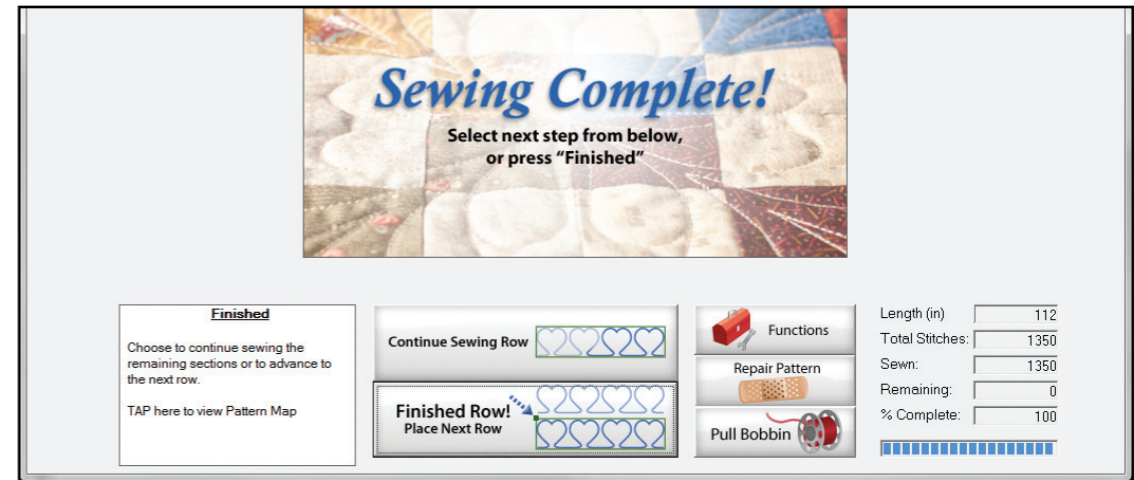 Sewing Complete!
Select next step from below,
or press “Finished”
Finished
Choose to continue sewing the
remaining sections or to advance to
the next row.
TAP here to view Pattern Map
Continue Sewing Row
Finished Row!
Place Next Row
Functions
Repair Pattern
Pull Bobbin
Length (in) 112
Total Stitches: 1350
Sewn: 1350
Remaining: 0
% Complete: 100